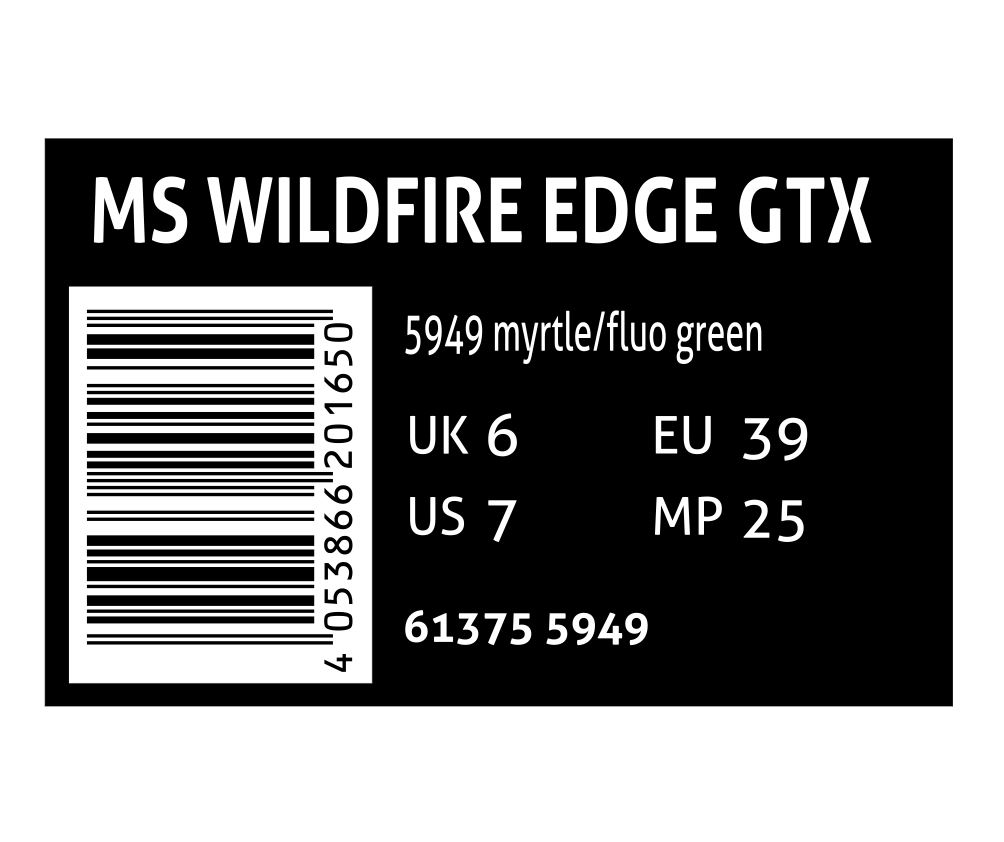 MS WILDFIRE EDGE GTX
5949 myrtle/fluo green
UK 6 EU 39
US 7 MP 25
61375 5949
4 053866 201650